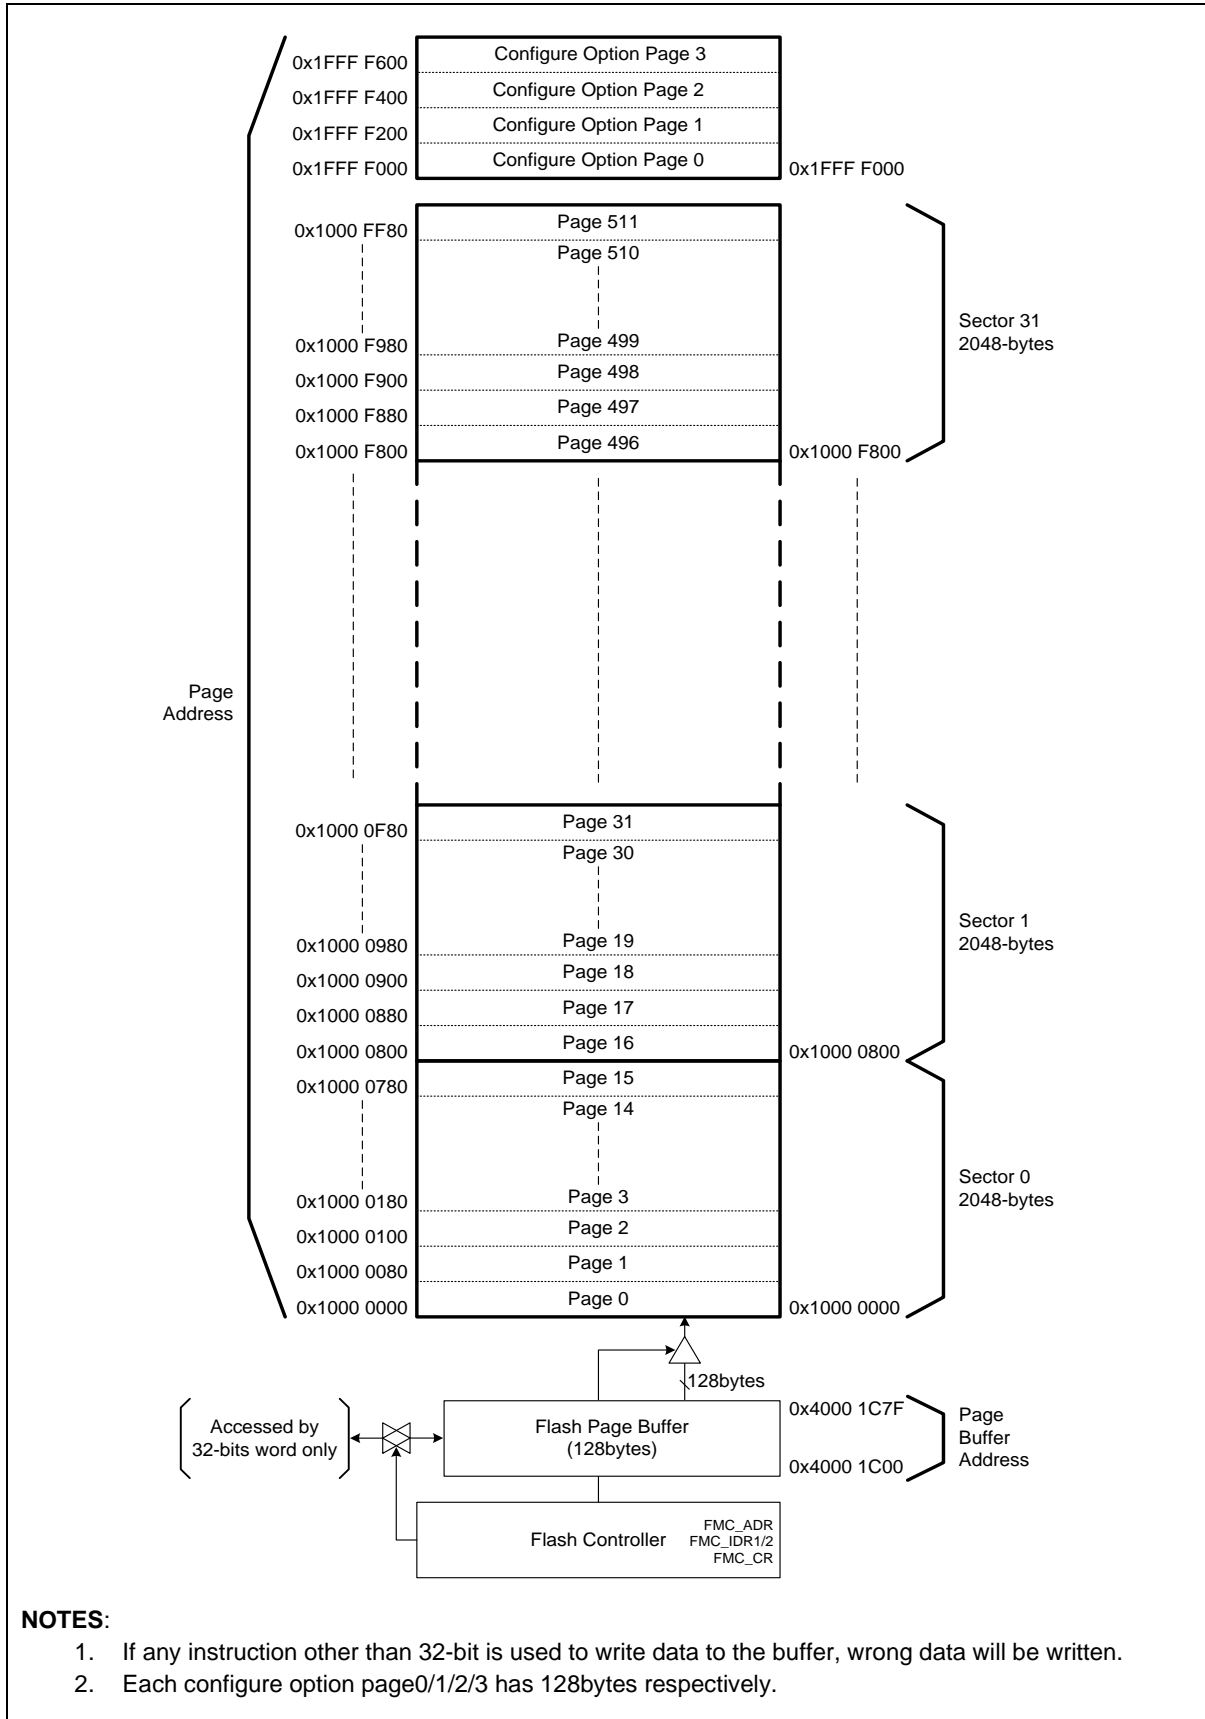 0x1FFF F600 Configure Option Page 3
0x1FFF F400 Configure Option Page 2
0x1FFF F200 Configure Option Page 1
0x1FFF F000 Configure Option Page 0 0x1FFF F000
0x1000 FF80 Page 511
Page 510
Sector 31
2048-bytes
0x1000 F980 Page 499
0x1000 F900 Page 498
0x1000 F880 Page 497
0x1000 F800 Page 496 0x1000 F800
Page
Address
0x1000 0F80 Page 31
Page 30
Sector 1
2048-bytes
0x1000 0980 Page 19
0x1000 0900 Page 18
0x1000 0880 Page 17
0x1000 0800 Page 16 0x1000 0800
0x1000 0780 Page 15
Page 14
Sector 0
2048-bytes
0x1000 0180 Page 3
0x1000 0100 Page 2
0x1000 0080 Page 1
0x1000 0000 Page 0 0x1000 0000
128bytes
Accessed by
32-bits word only
Flash Page Buffer
(128bytes)
0x4000 1C7F
0x4000 1C00
Page
Buffer
Address
Flash Controller
FMC_ADR
FMC_IDR1/2
FMC_CR
NOTES:
1. If any instruction other than 32-bit is used to write data to the buffer, wrong data will be written.
2. Each configure option page0/1/2/3 has 128bytes respectively.